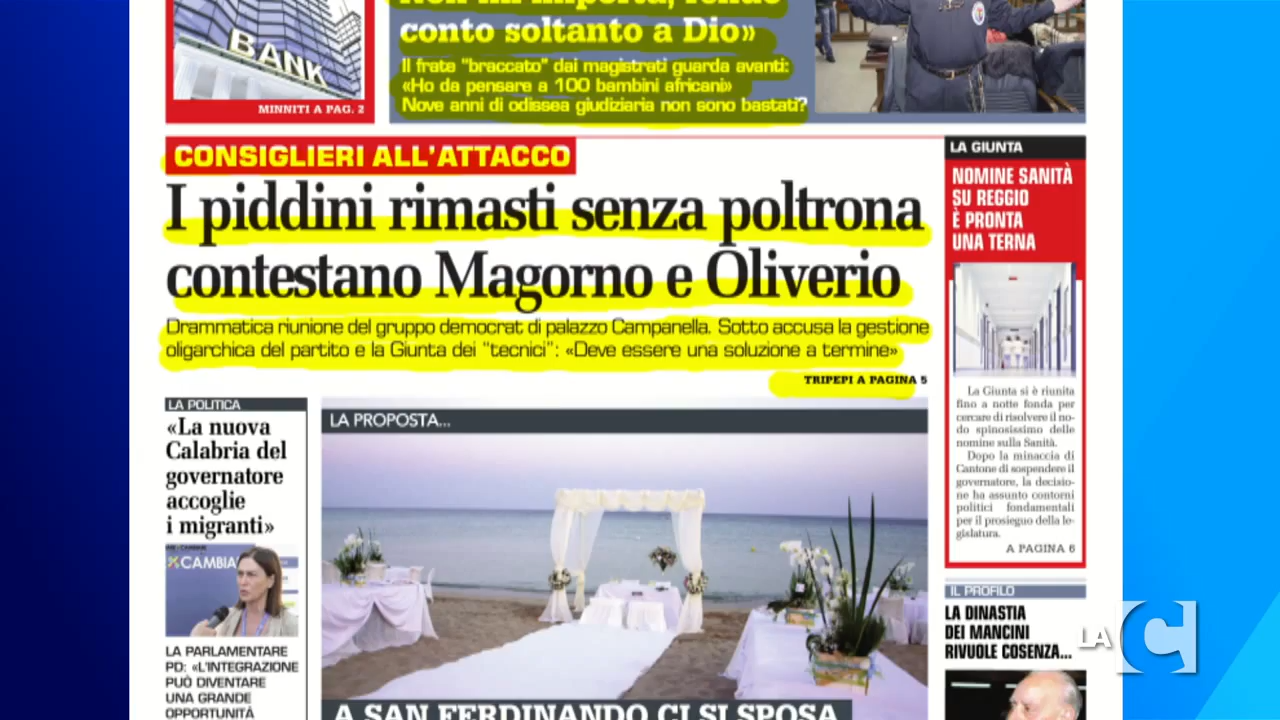 BANK
MINNITI A PAG. 2
conto soltanto a Dio»
Il frate "braccato" dai magistrati guarda avanti:
«Ho da pensare a 100 bambini africani»
Nove anni di odissea giudiziaria non sono bastati?
CONSIGLIERI ALL'ATTACCO
I piddini rimasti senza poltrona
contestano Magorno e Oliverio
Drammatica riunione del gruppo democrat di palazzo Campanella. Sotto accusa la gestione
oligarchica del partito e la Giunta dei "tecnici": «Deve essere una soluzione a termine»
TRIPEPI A PAGINA 5
LA GIUNTA
NOMINE SANITÀ
SU REGGIO
È PRONTA
UNA TERNA
La Giunta si è riunita
fino a notte fonda per
cercare di risolvere il no-
do spinosissimo delle
nomine sulla Sanità.
Dopo la minaccia di
Cantone di sospendere il
governatore, la decisio-
ne ha assunto contorni
politici fondamentali
per il prosieguo della le-
gislatura.
A PAGINA 6
LA POLITICA
«La nuova
Calabria del
governatore
accoglie
i migranti»
CAMBIA
LA PARLAMENTARE
PD: «L'INTEGRAZIONE
PUÒ DIVENTARE
UNA GRANDE
OPPORTUNITÀ
LA PROPOSTA...
A SAN FERDINANDO CI SI SPOSA
IL PROFILO
LA DINASTIA
DEI MANCINI
RIVUOLE COSENZA...
LA C